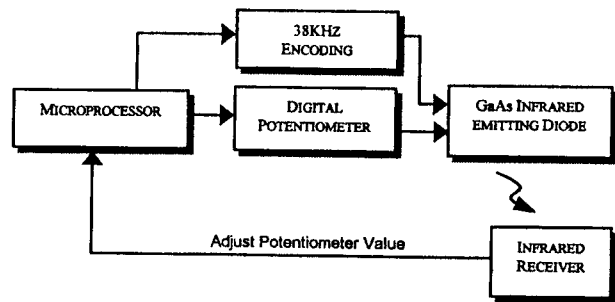 38KHz
ENCODING
MICROPROCESSOR
DIGITAL
POTENTIOMETER
GaAs INFRARED
EMITTING DIODE
Adjust Potentiometer Value
INFRARED
RECEIVER